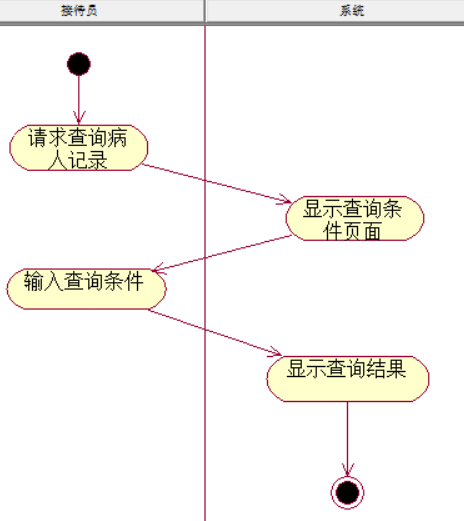 接待员
系统
请求查询病
人记录
显示查询条
件页面
输入查询条件
显示查询结果